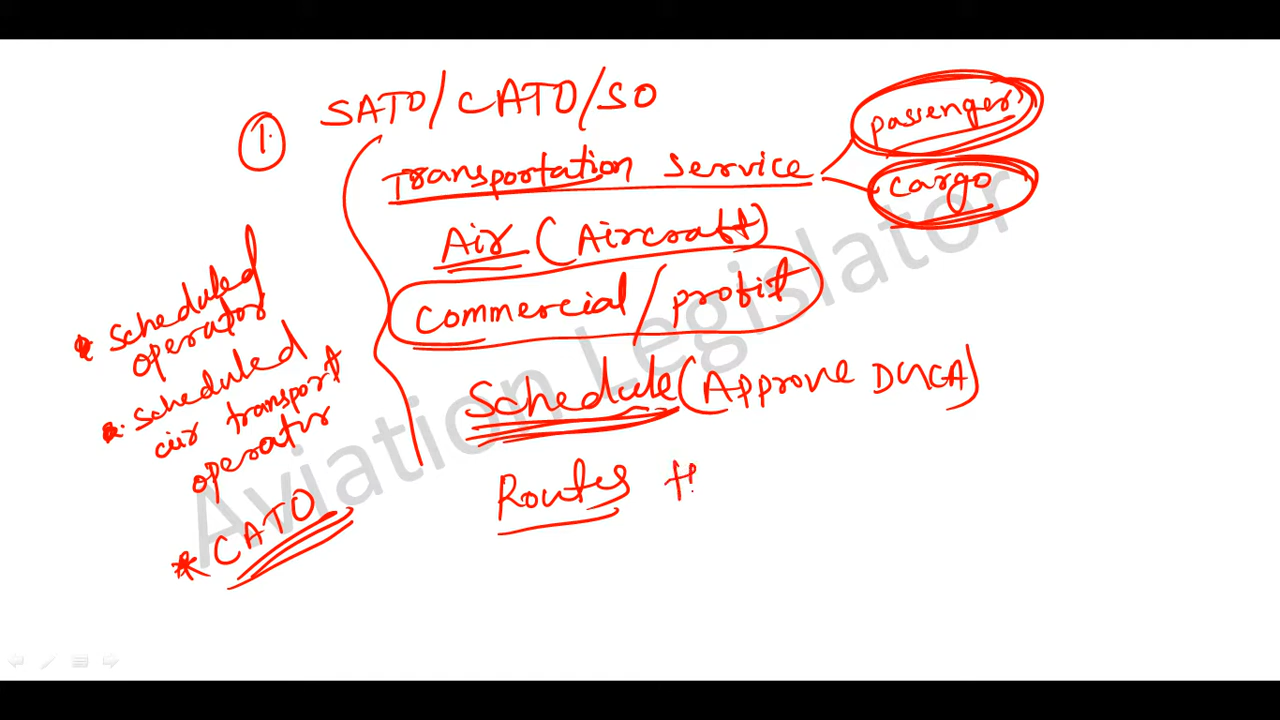 1. SATO/CATO/SO
Transportation service
passenger
cargo
Air (Aircraft)
commercial / profit
Schedule (Approve DGCA)
Routes
• Scheduled
operator
• Scheduled
air transport
operator
* CATO
Aviation Legislator